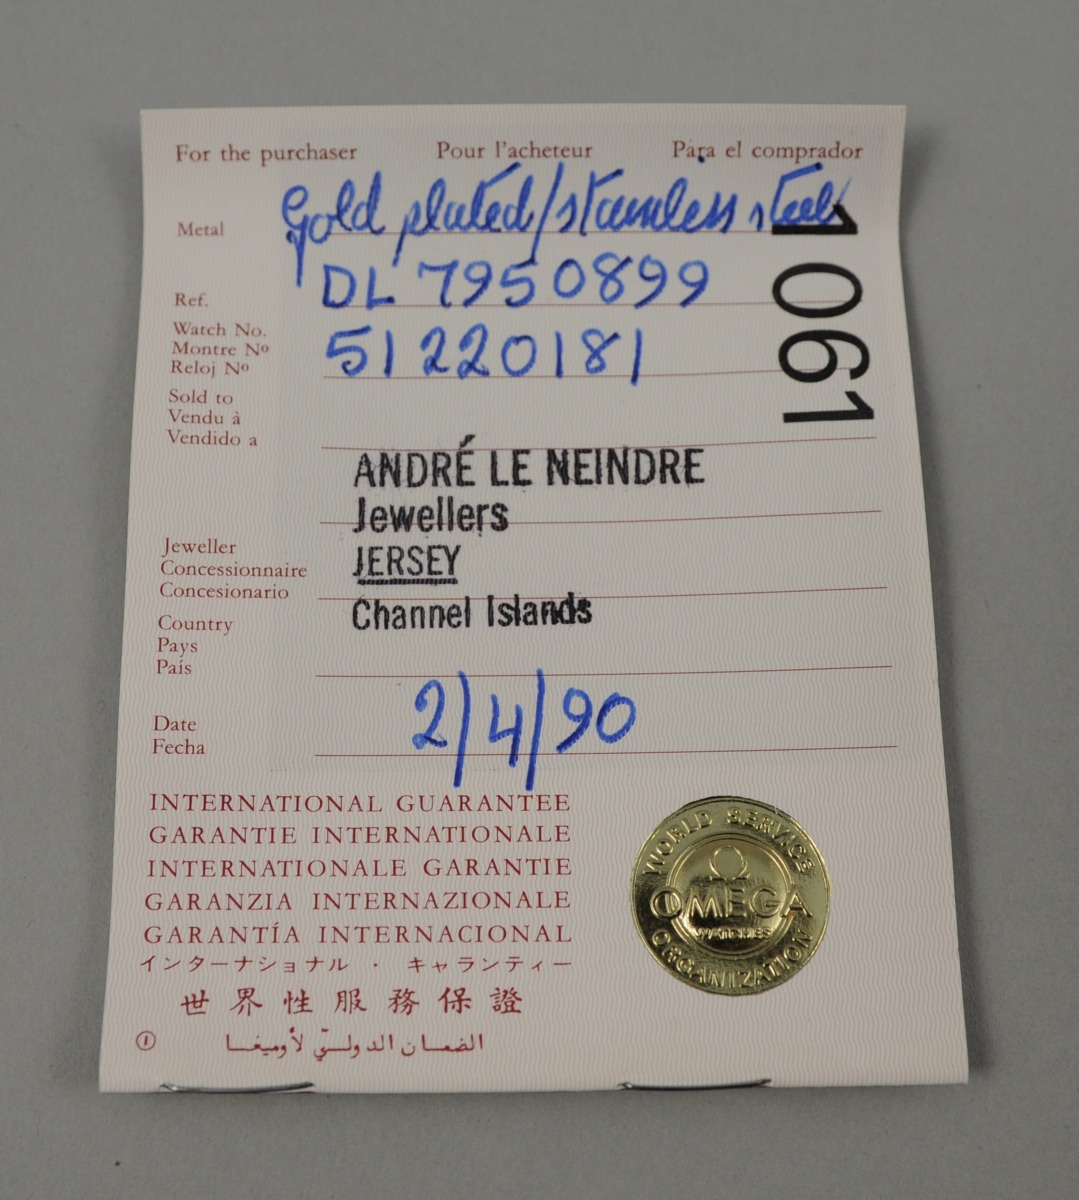 For the purchaser Pour l'acheteur Para el comprador
Metal Gold plated/stainless steel
Ref. DL 7950899
1061
Watch No.
Montre Nº 51220181
Reloj Nº
Sold to
Vendu à
Vendido a
ANDRÉ LE NEINDRE
Jewellers
Jeweller
Concessionnaire JERSEY
Concesionario
Channel Islands
Country
Pays
País
Date 2/4/90
Fecha
INTERNATIONAL GUARANTEE
GARANTIE INTERNATIONALE
INTERNATIONALE GARANTIE
GARANZIA INTERNAZIONALE
GARANTÍA INTERNACIONAL
インターナショナル・ギャランティー
世界性服務保證
① الضمان الدولي لأوميغا
WORLD SERVICE
Ω
OMEGA
WATCHES
ORGANIZATION